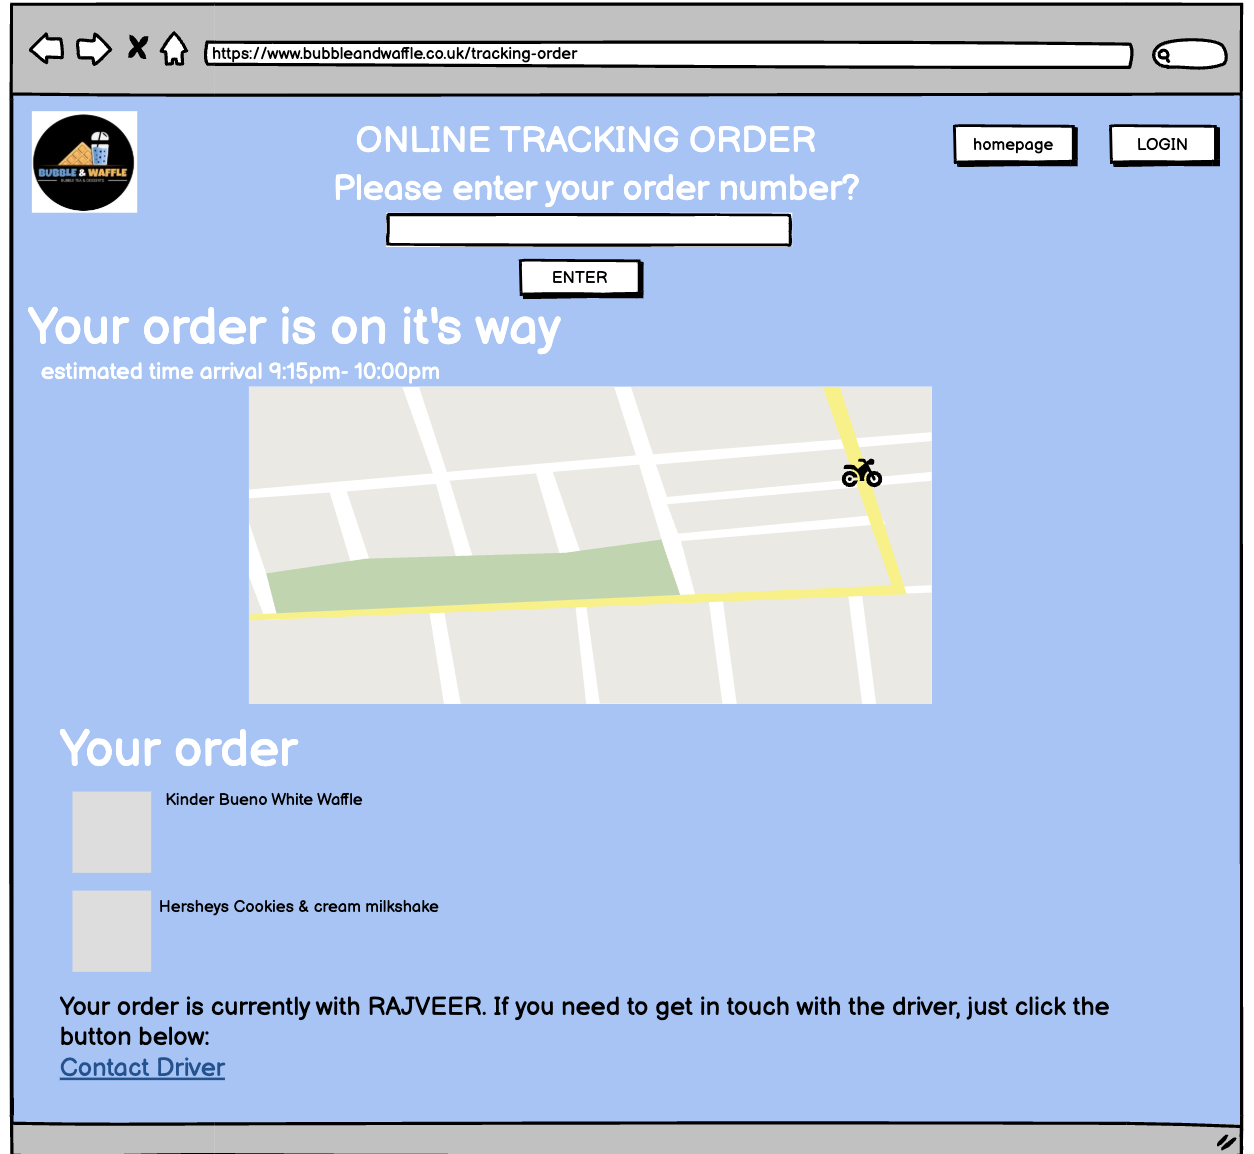 https://www.bubbleandwaffle.co.uk/tracking-order
BUBBLE & WAFFLE
BUBBLE TEA & DESSERTS
ONLINE TRACKING ORDER
homepage
LOGIN
Please enter your order number?
ENTER
Your order is on it's way
estimated time arrival 9:15pm- 10:00pm
Your order
Kinder Bueno White Waffle
Hersheys Cookies & cream milkshake
Your order is currently with RAJVEER. If you need to get in touch with the driver, just click the
button below:
Contact Driver